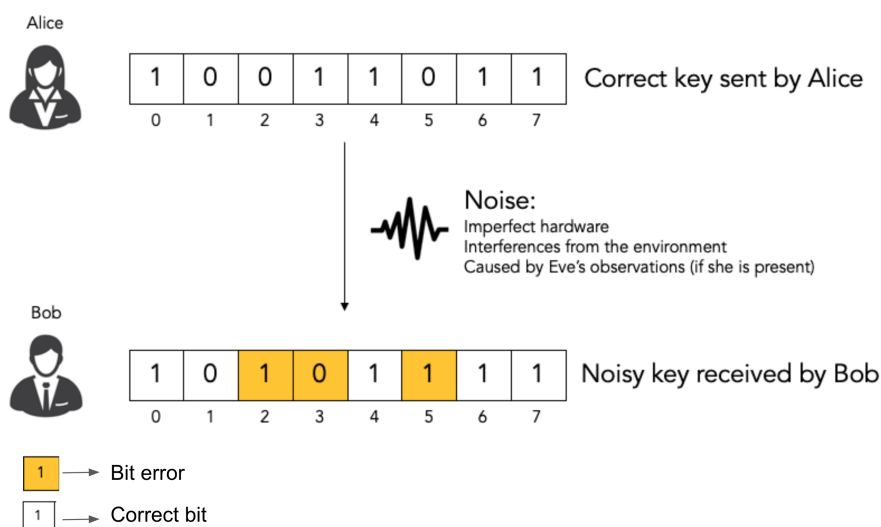 Alice
1 0 0 1 1 0 1 1 Correct key sent by Alice
0 1 2 3 4 5 6 7
Noise:
Imperfect hardware
Interferences from the environment
Caused by Eve's observations (if she is present)
Bob
1 0 1 0 1 1 1 1 Noisy key received by Bob
0 1 2 3 4 5 6 7
1 Bit error
1 Correct bit